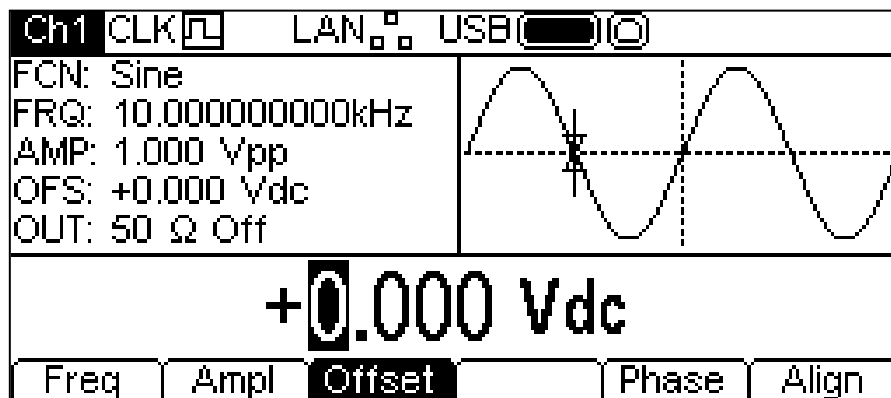 Ch1 CLK LAN USB
FCN: Sine
FRQ: 10.000000000kHz
AMP: 1.000 Vpp
OFS: +0.000 Vdc
OUT: 50 Ω Off
+0.000 Vdc
Freq Ampl Offset Phase Align